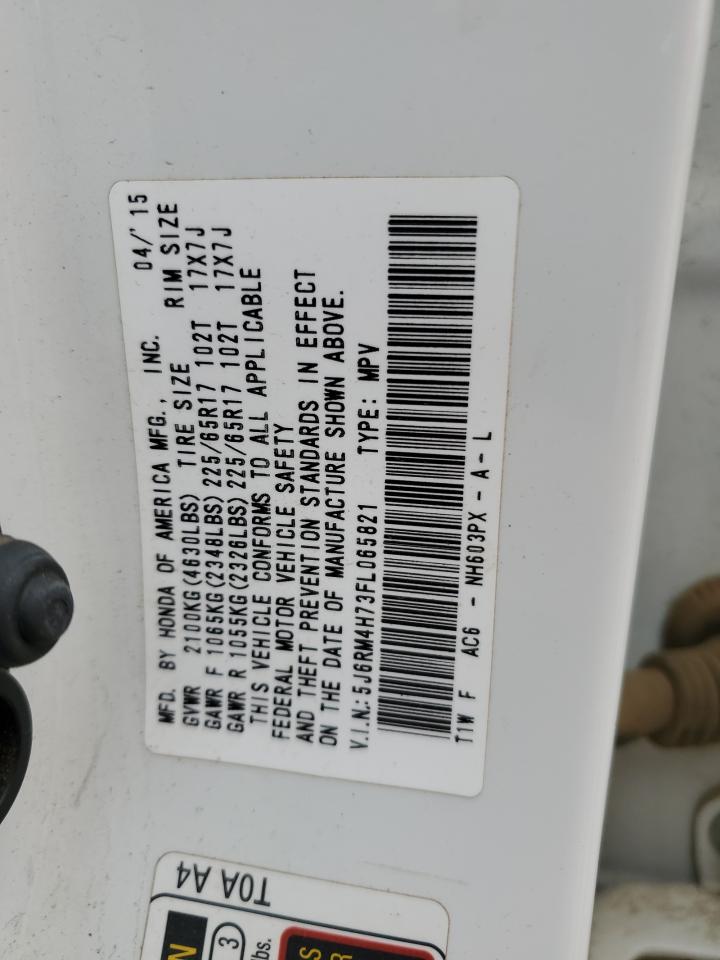 MFD. BY HONDA OF AMERICA MFG., INC. 04/'15
GVWR 2100KG(4630LBS) TIRE SIZE RIM SIZE
GAWR F 1065KG(2348LBS) 225/65R17 102T 17X7J
GAWR R 1055KG(2326LBS) 225/65R17 102T 17X7J
THIS VEHICLE CONFORMS TO ALL APPLICABLE
FEDERAL MOTOR VEHICLE SAFETY
AND THEFT PREVENTION STANDARDS IN EFFECT
ON THE DATE OF MANUFACTURE SHOWN ABOVE.
V.I.N.: 5J6RM4H73FL065821 TYPE: MPV
T1W F AC6 - NH603PX - A - L
T0A A4
N
3
lbs.
S
R